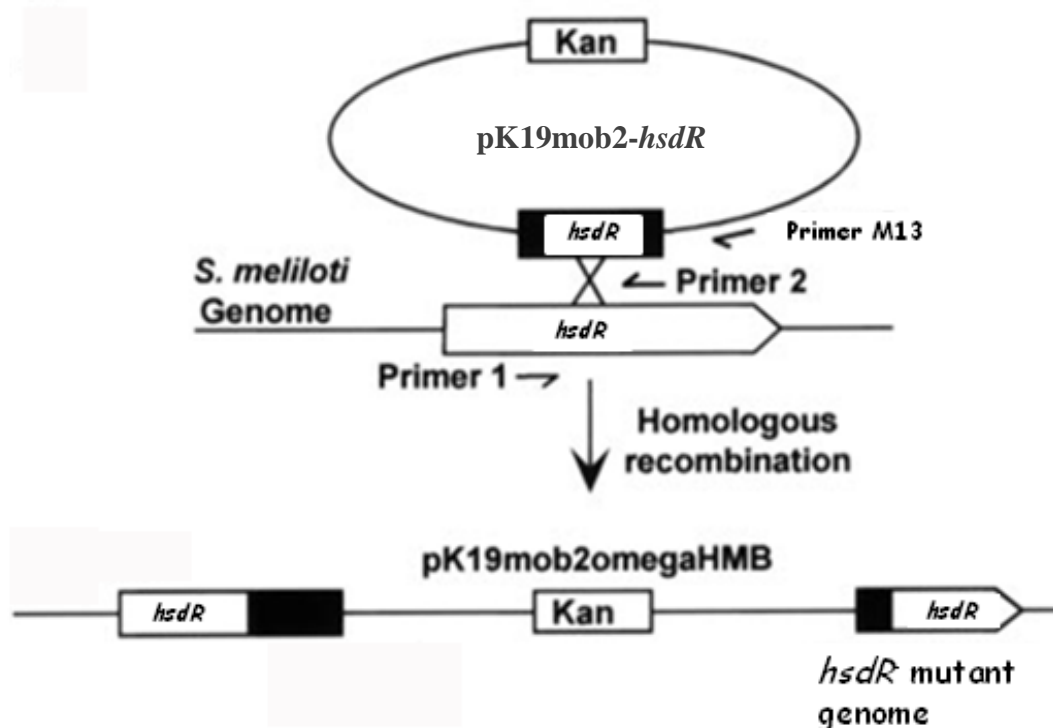 Kan
pK19mob2-hsdR
hsdR
Primer M13
S. meliloti
Genome
Primer 2
hsdR
Primer 1
Homologous
recombination
pK19mob2omegaHMB
hsdR
Kan
hsdR
hsdR mutant
genome